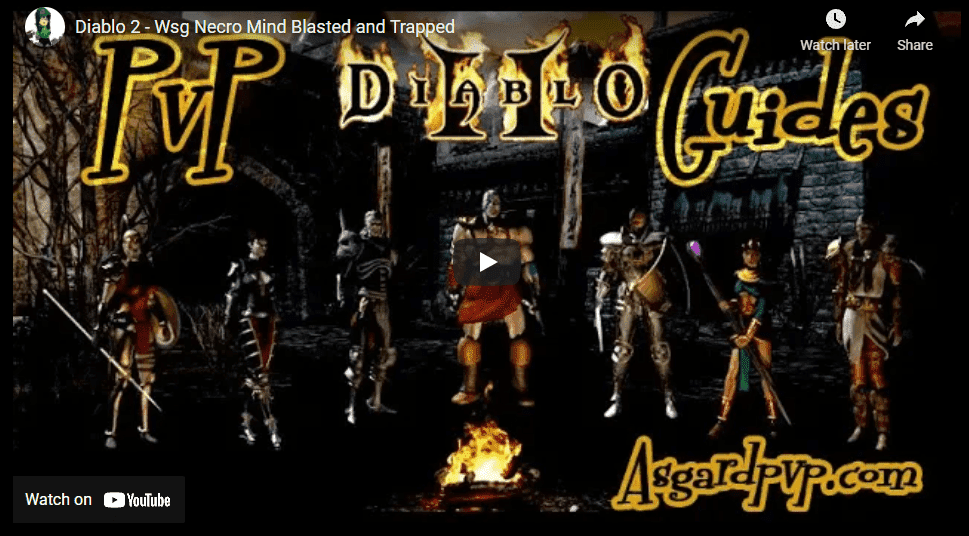 Diablo 2 - Wsg Necro Mind Blasted and Trapped
Watch later
Share
PvP DIABLO II Guides
Asgardpvp.com
Watch on YouTube